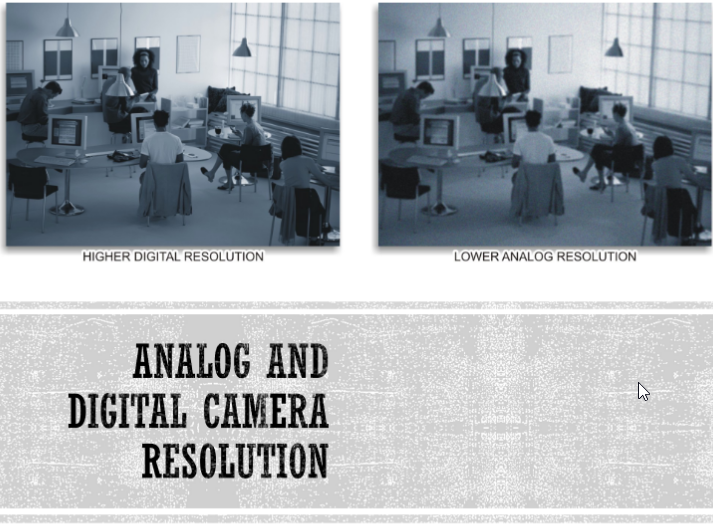 HIGHER DIGITAL RESOLUTION
LOWER ANALOG RESOLUTION
ANALOG AND
DIGITAL CAMERA
RESOLUTION